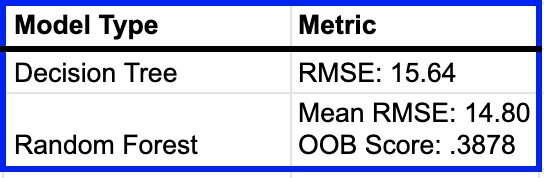 Model Type Metric
Decision Tree RMSE: 15.64
Mean RMSE: 14.80
Random Forest OOB Score: .3878